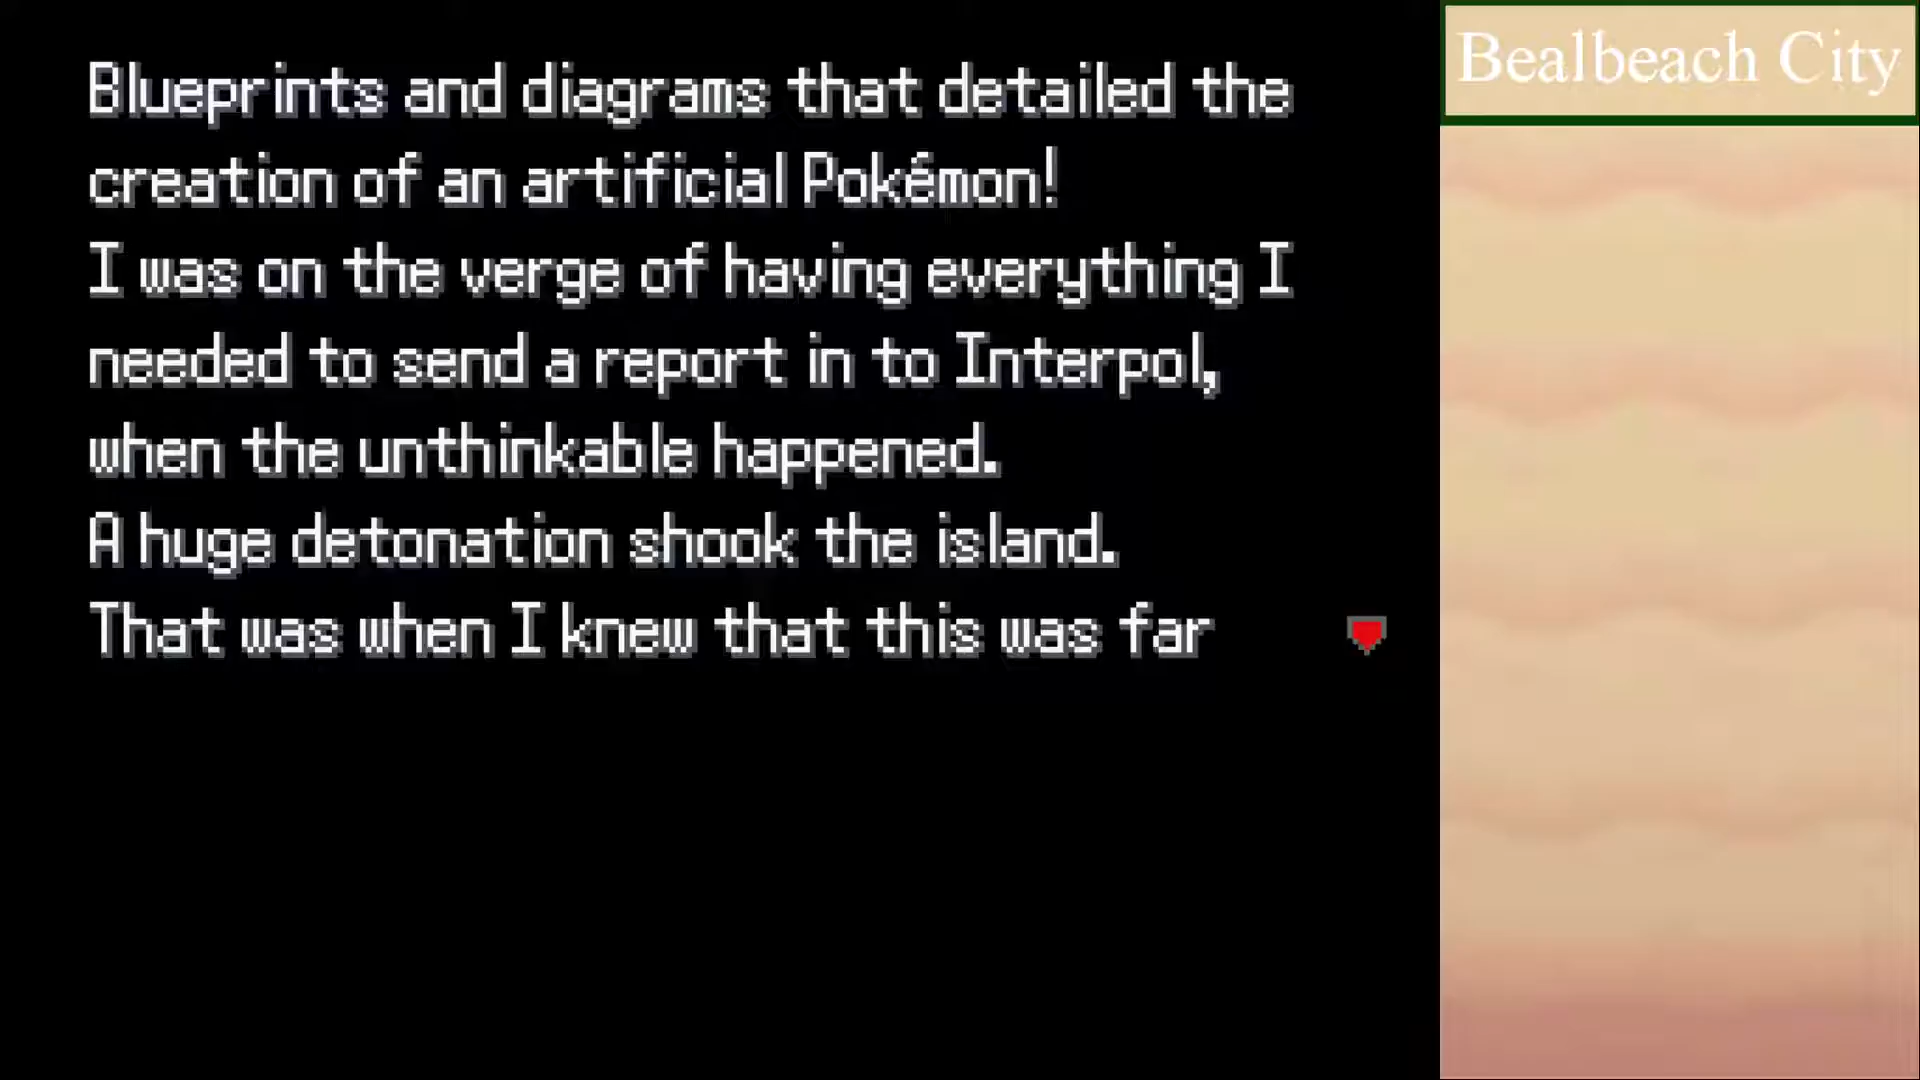 Blueprints and diagrams that detailed the
creation of an artificial Pokémon!
I was on the verge of having everything I
needed to send a report in to Interpol,
when the unthinkable happened.
A huge detonation shook the island.
That was when I knew that this was far
Bealbeach City